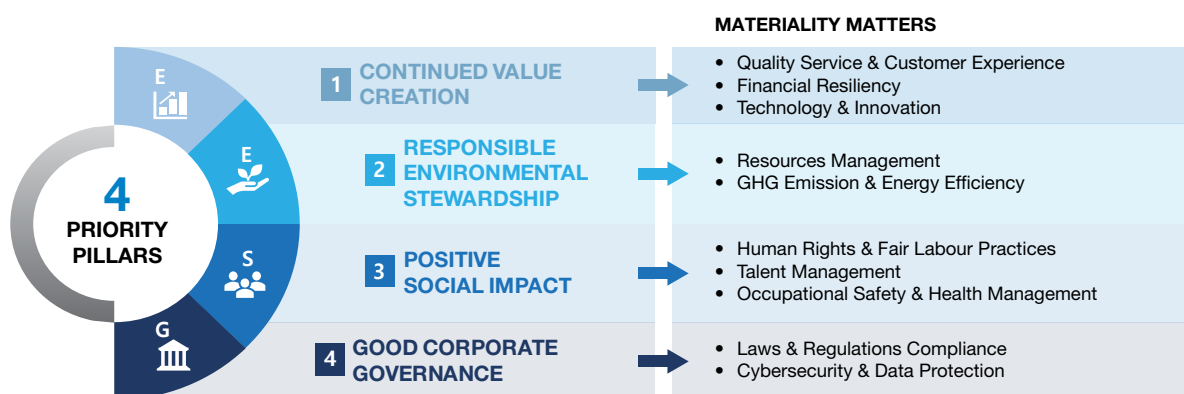 MATERIALITY MATTERS
4
PRIORITY
PILLARS
E
1
CONTINUED VALUE
CREATION
• Quality Service & Customer Experience
• Financial Resiliency
• Technology & Innovation
E
2
RESPONSIBLE
ENVIRONMENTAL
STEWARDSHIP
• Resources Management
• GHG Emission & Energy Efficiency
S
3
POSITIVE
SOCIAL IMPACT
• Human Rights & Fair Labour Practices
• Talent Management
• Occupational Safety & Health Management
G
4
GOOD CORPORATE
GOVERNANCE
• Laws & Regulations Compliance
• Cybersecurity & Data Protection